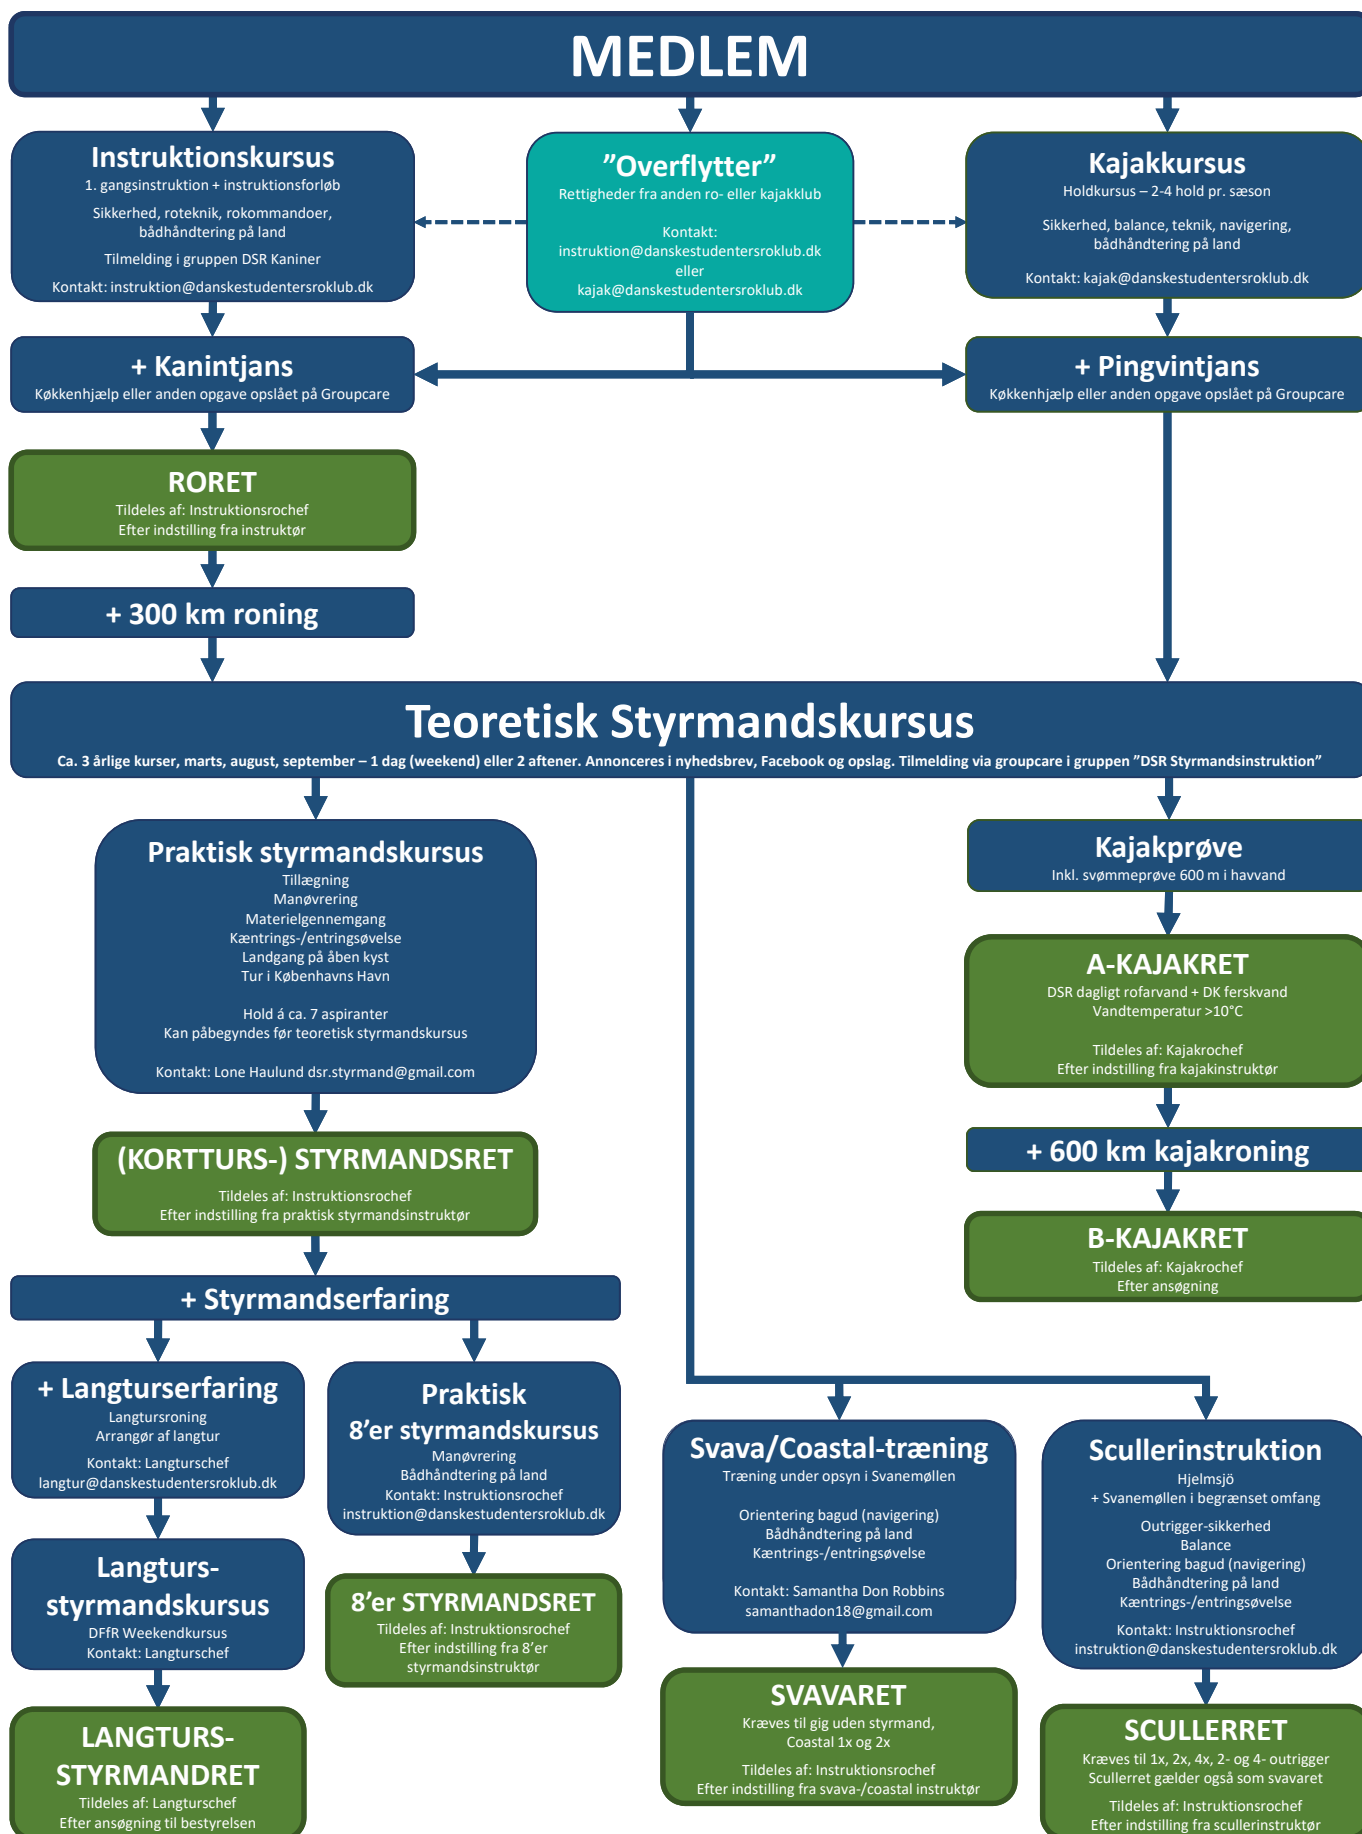 MEDLEM
Instruktionskursus
1. gangsinstruktion + instruktionsforløb
Sikkerhed, roteknik, rokommandoer,
bådhåndtering på land
Tilmelding i gruppen DSR Kaniner
Kontakt: instruktion@danskestudentersroklub.dk
"Overflytter"
Rettigheder fra anden ro- eller kajakklub
Kontakt:
instruktion@danskestudentersroklub.dk
eller
kajak@danskestudentersroklub.dk
Kajakkursus
Holdkursus – 2-4 hold pr. sæson
Sikkerhed, balance, teknik, navigering,
bådhåndtering på land
Kontakt: kajak@danskestudentersroklub.dk
+ Kanintjans
Køkkenhjælp eller anden opgave opslået på Groupcare
+ Pingvintjans
Køkkenhjælp eller anden opgave opslået på Groupcare
RORET
Tildeles af: Instruktionsrochef
Efter indstilling fra instruktør
+ 300 km roning
Teoretisk Styrmandskursus
Ca. 3 årlige kurser, marts, august, september – 1 dag (weekend) eller 2 aftener. Annonceres i nyhedsbrev, Facebook og opslag. Tilmelding via groupcare i gruppen "DSR Styrmandsinstruktion"
Praktisk styrmandskursus
Tillægning
Manøvrering
Materielgennemgang
Kæntrings-/entringsøvelse
Landgang på åben kyst
Tur i Københavns Havn
Hold á ca. 7 aspiranter
Kan påbegyndes før teoretisk styrmandskursus
Kontakt: Lone Haulund dsr.styrmand@gmail.com
Kajakprøve
Inkl. svømmeprøve 600 m i havvand
A-KAJAKRET
DSR dagligt rofarvand + DK ferskvand
Vandtemperatur >10°C
Tildeles af: Kajakrochef
Efter indstilling fra kajakinstruktør
+ 600 km kajakroning
B-KAJAKRET
Tildeles af: Kajakrochef
Efter ansøgning
(KORTTURS-) STYRMANDSRET
Tildeles af: Instruktionsrochef
Efter indstilling fra praktisk styrmandsinstruktør
+ Styrmandserfaring
+ Langturserfaring
Langtursroning
Arrangør af langtur
Kontakt: Langturschef
langtur@danskestudentersroklub.dk
Praktisk
8'er styrmandskursus
Manøvrering
Bådhåndtering på land
Kontakt: Instruktionsrochef
instruktion@danskestudentersroklub.dk
Langturs-
styrmandskursus
DFfR Weekendkursus
Kontakt: Langturschef
8'er STYRMANDSRET
Tildeles af: Instruktionsrochef
Efter indstilling fra 8'er
styrmandsinstruktør
LANGTURS-
STYRMANDRET
Tildeles af: Langturschef
Efter ansøgning til bestyrelsen
Svava/Coastal-træning
Træning under opsyn i Svanemøllen
Orientering bagud (navigering)
Bådhåndtering på land
Kæntrings-/entringsøvelse
Kontakt: Samantha Don Robbins
samanthadon18@gmail.com
SVAVARET
Kræves til gig uden styrmand,
Coastal 1x og 2x
Tildeles af: Instruktionsrochef
Efter indstilling fra svava-/coastal instruktør
Scullerinstruktion
Hjelmsjö
+ Svanemøllen i begrænset omfang
Outrigger-sikkerhed
Balance
Orientering bagud (navigering)
Bådhåndtering på land
Kæntrings-/entringsøvelse
Kontakt: Instruktionsrochef
instruktion@danskestudentersroklub.dk
SCULLERRET
Kræves til 1x, 2x, 4x, 2- og 4- outrigger
Scullerret gælder også som svavaret
Tildeles af: Instruktionsrochef
Efter indstilling fra scullerinstruktør